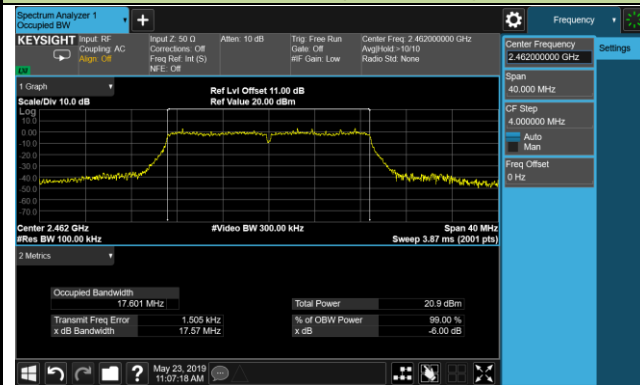 Spectrum Analyzer 1
Occupied BW
Frequency
KEYSIGHT
Input: RF
Coupling: AC
Align: Off
Input Z: 50 Ω
Corrections: Off
Freq Ref: Int (S)
NFE: Off
Atten: 10 dB
Trig: Free Run
Gate: Off
#IF Gain: Low
Center Freq: 2.462000000 GHz
Avg|Hold:>10/10
Radio Std: None
LXI
Center Frequency
2.462000000 GHz
Settings
Span
40.000 MHz
CF Step
4.000000 MHz
Auto
Man
Freq Offset
0 Hz
1 Graph
Scale/Div 10.0 dB
Ref Lvl Offset 11.00 dB
Ref Value 20.00 dBm
Log
10.0
0.00
-10.0
-20.0
-30.0
-40.0
-50.0
-60.0
-70.0
Center 2.462 GHz
#Res BW 100.00 kHz
#Video BW 300.00 kHz
Span 40 MHz
Sweep 3.87 ms (2001 pts)
2 Metrics
Occupied Bandwidth
17.601 MHz
Total Power 20.9 dBm
Transmit Freq Error 1.505 kHz
% of OBW Power 99.00 %
x dB Bandwidth 17.57 MHz
x dB -6.00 dB
?
May 23, 2019
11:07:18 AM